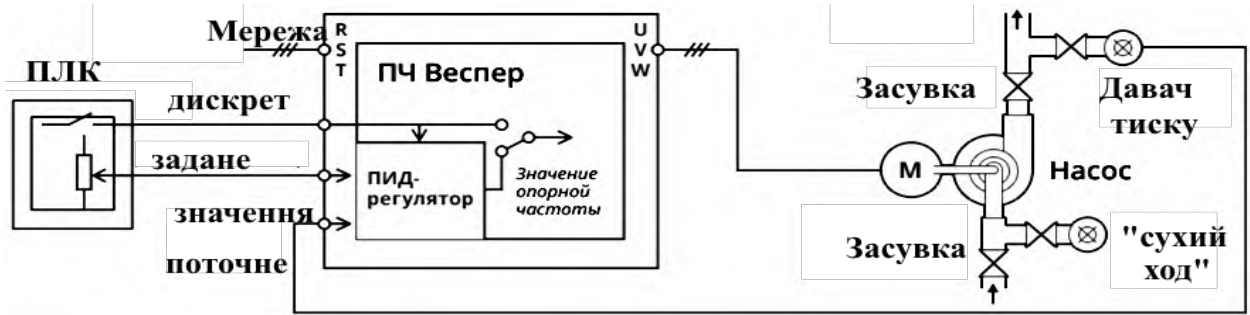 Мережа
R
S
T
U
V
W
ПЛК
ПЧ Веспер
дискрет
задане
значення
поточне
ПИД-
регулятор
Значение
опорной
частоты
M
Насос
Засувка
Давач
тиску
Засувка
"сухий
ход"